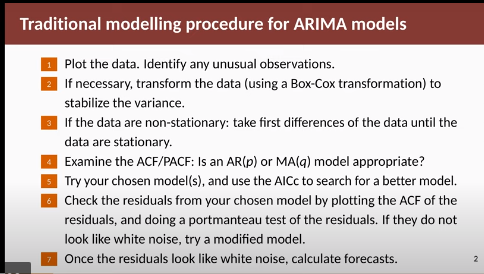 Traditional modelling procedure for ARIMA models
1 Plot the data. Identify any unusual observations.
2 If necessary, transform the data (using a Box-Cox transformation) to
stabilize the variance.
3 If the data are non-stationary: take first differences of the data until the
data are stationary.
4 Examine the ACF/PACF: Is an AR(p) or MA(q) model appropriate?
5 Try your chosen model(s), and use the AICc to search for a better model.
6 Check the residuals from your chosen model by plotting the ACF of the
residuals, and doing a portmanteau test of the residuals. If they do not
look like white noise, try a modified model.
7 Once the residuals look like white noise, calculate forecasts.
2